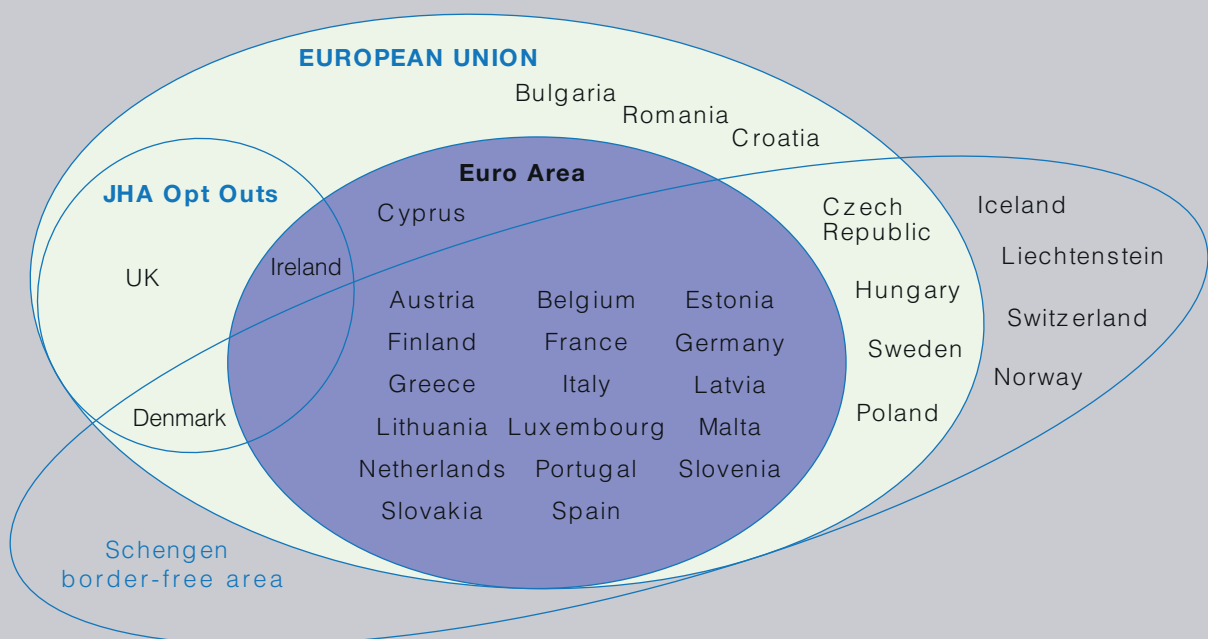 EUROPEAN UNION
Bulgaria
Romania
Croatia
JHA Opt Outs
Euro Area
Cyprus
Czech
Republic
Iceland
UK
Ireland
Liechtenstein
Austria Belgium Estonia
Hungary
Switzerland
Finland France Germany
Sweden
Norway
Greece Italy Latvia
Denmark
Poland
Lithuania Luxembourg Malta
Netherlands Portugal Slovenia
Slovakia Spain
Schengen
border-free area